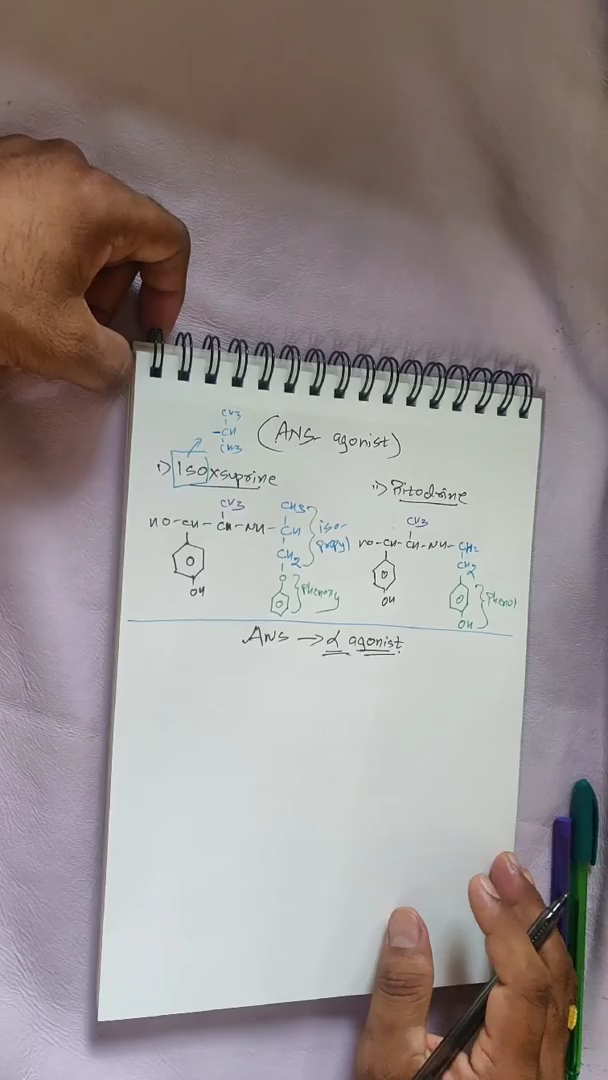 CH3
-CH
CH3
(ANS agonist)
i) Isoxsuprine
ii) Ritodrine
CH3
HO-CH-CH-NH-CH
CH3
CH2
O
isopropyl
phenoxy
OH
CH3
HO-CH-CH-NH-CH2
CH2
OH
OH
phenol
ANS → α agonist